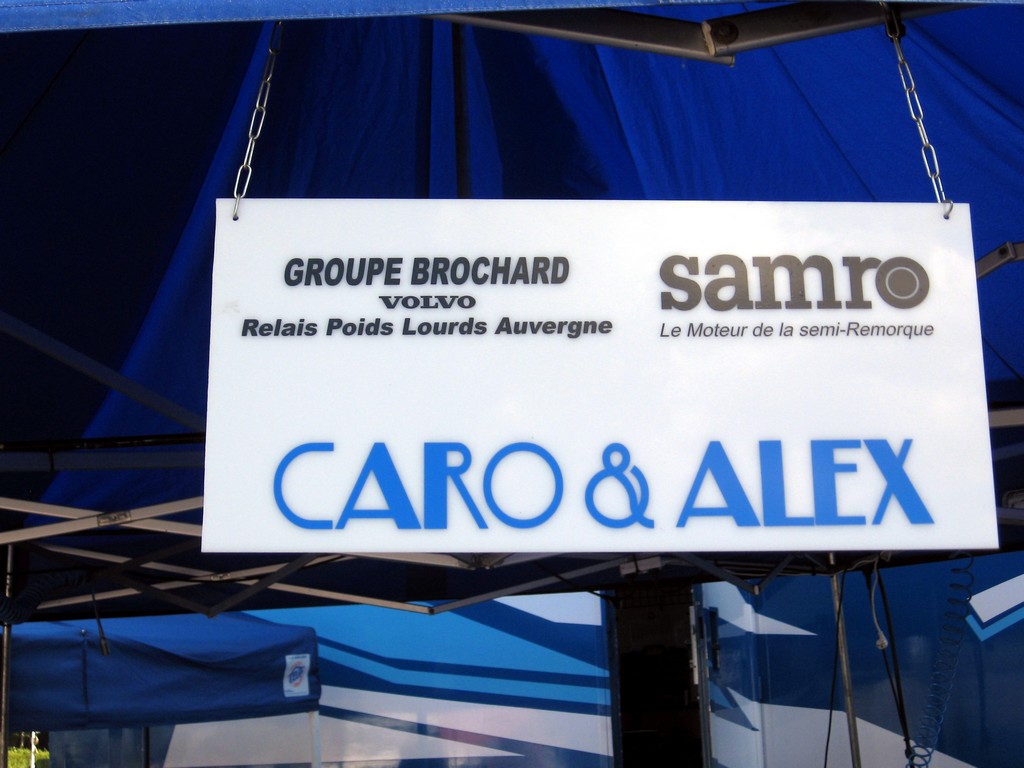 GROUPE BROCHARD
VOLVO
Relais Poids Lourds Auvergne
samro
Le Moteur de la semi-Remorque
CARO & ALEX